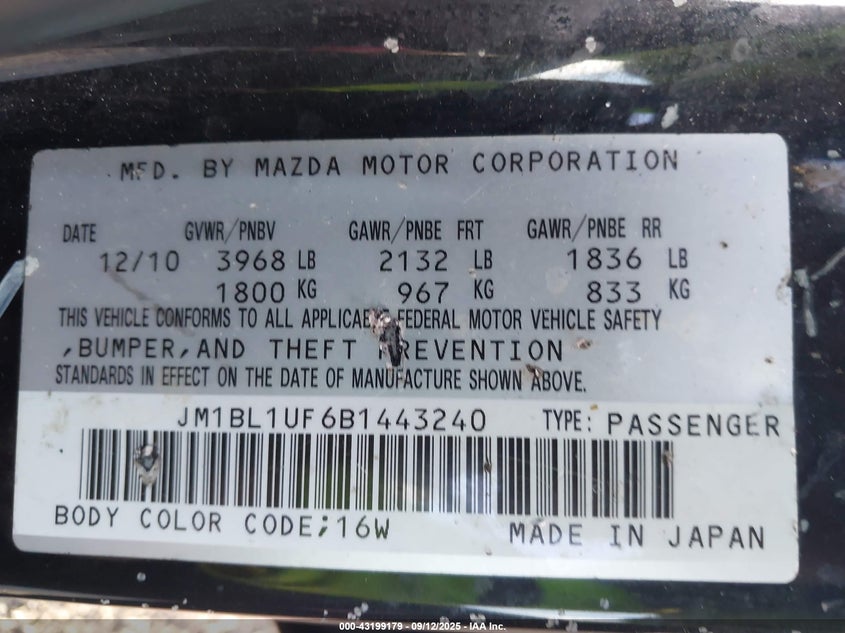 MFD. BY MAZDA MOTOR CORPORATION
DATE GVWR/PNBV GAWR/PNBE FRT GAWR/PNBE RR
12/10 3968 LB 2132 LB 1836 LB
1800 KG 967 KG 833 KG
THIS VEHICLE CONFORMS TO ALL APPLICABLE FEDERAL MOTOR VEHICLE SAFETY
,BUMPER,AND THEFT PREVENTION
STANDARDS IN EFFECT ON THE DATE OF MANUFACTURE SHOWN ABOVE.
JM1BL1UF6B1443240 TYPE: PASSENGER
BODY COLOR CODE;16W MADE IN JAPAN
000-43199179 - 09/12/2025 - IAA Inc.